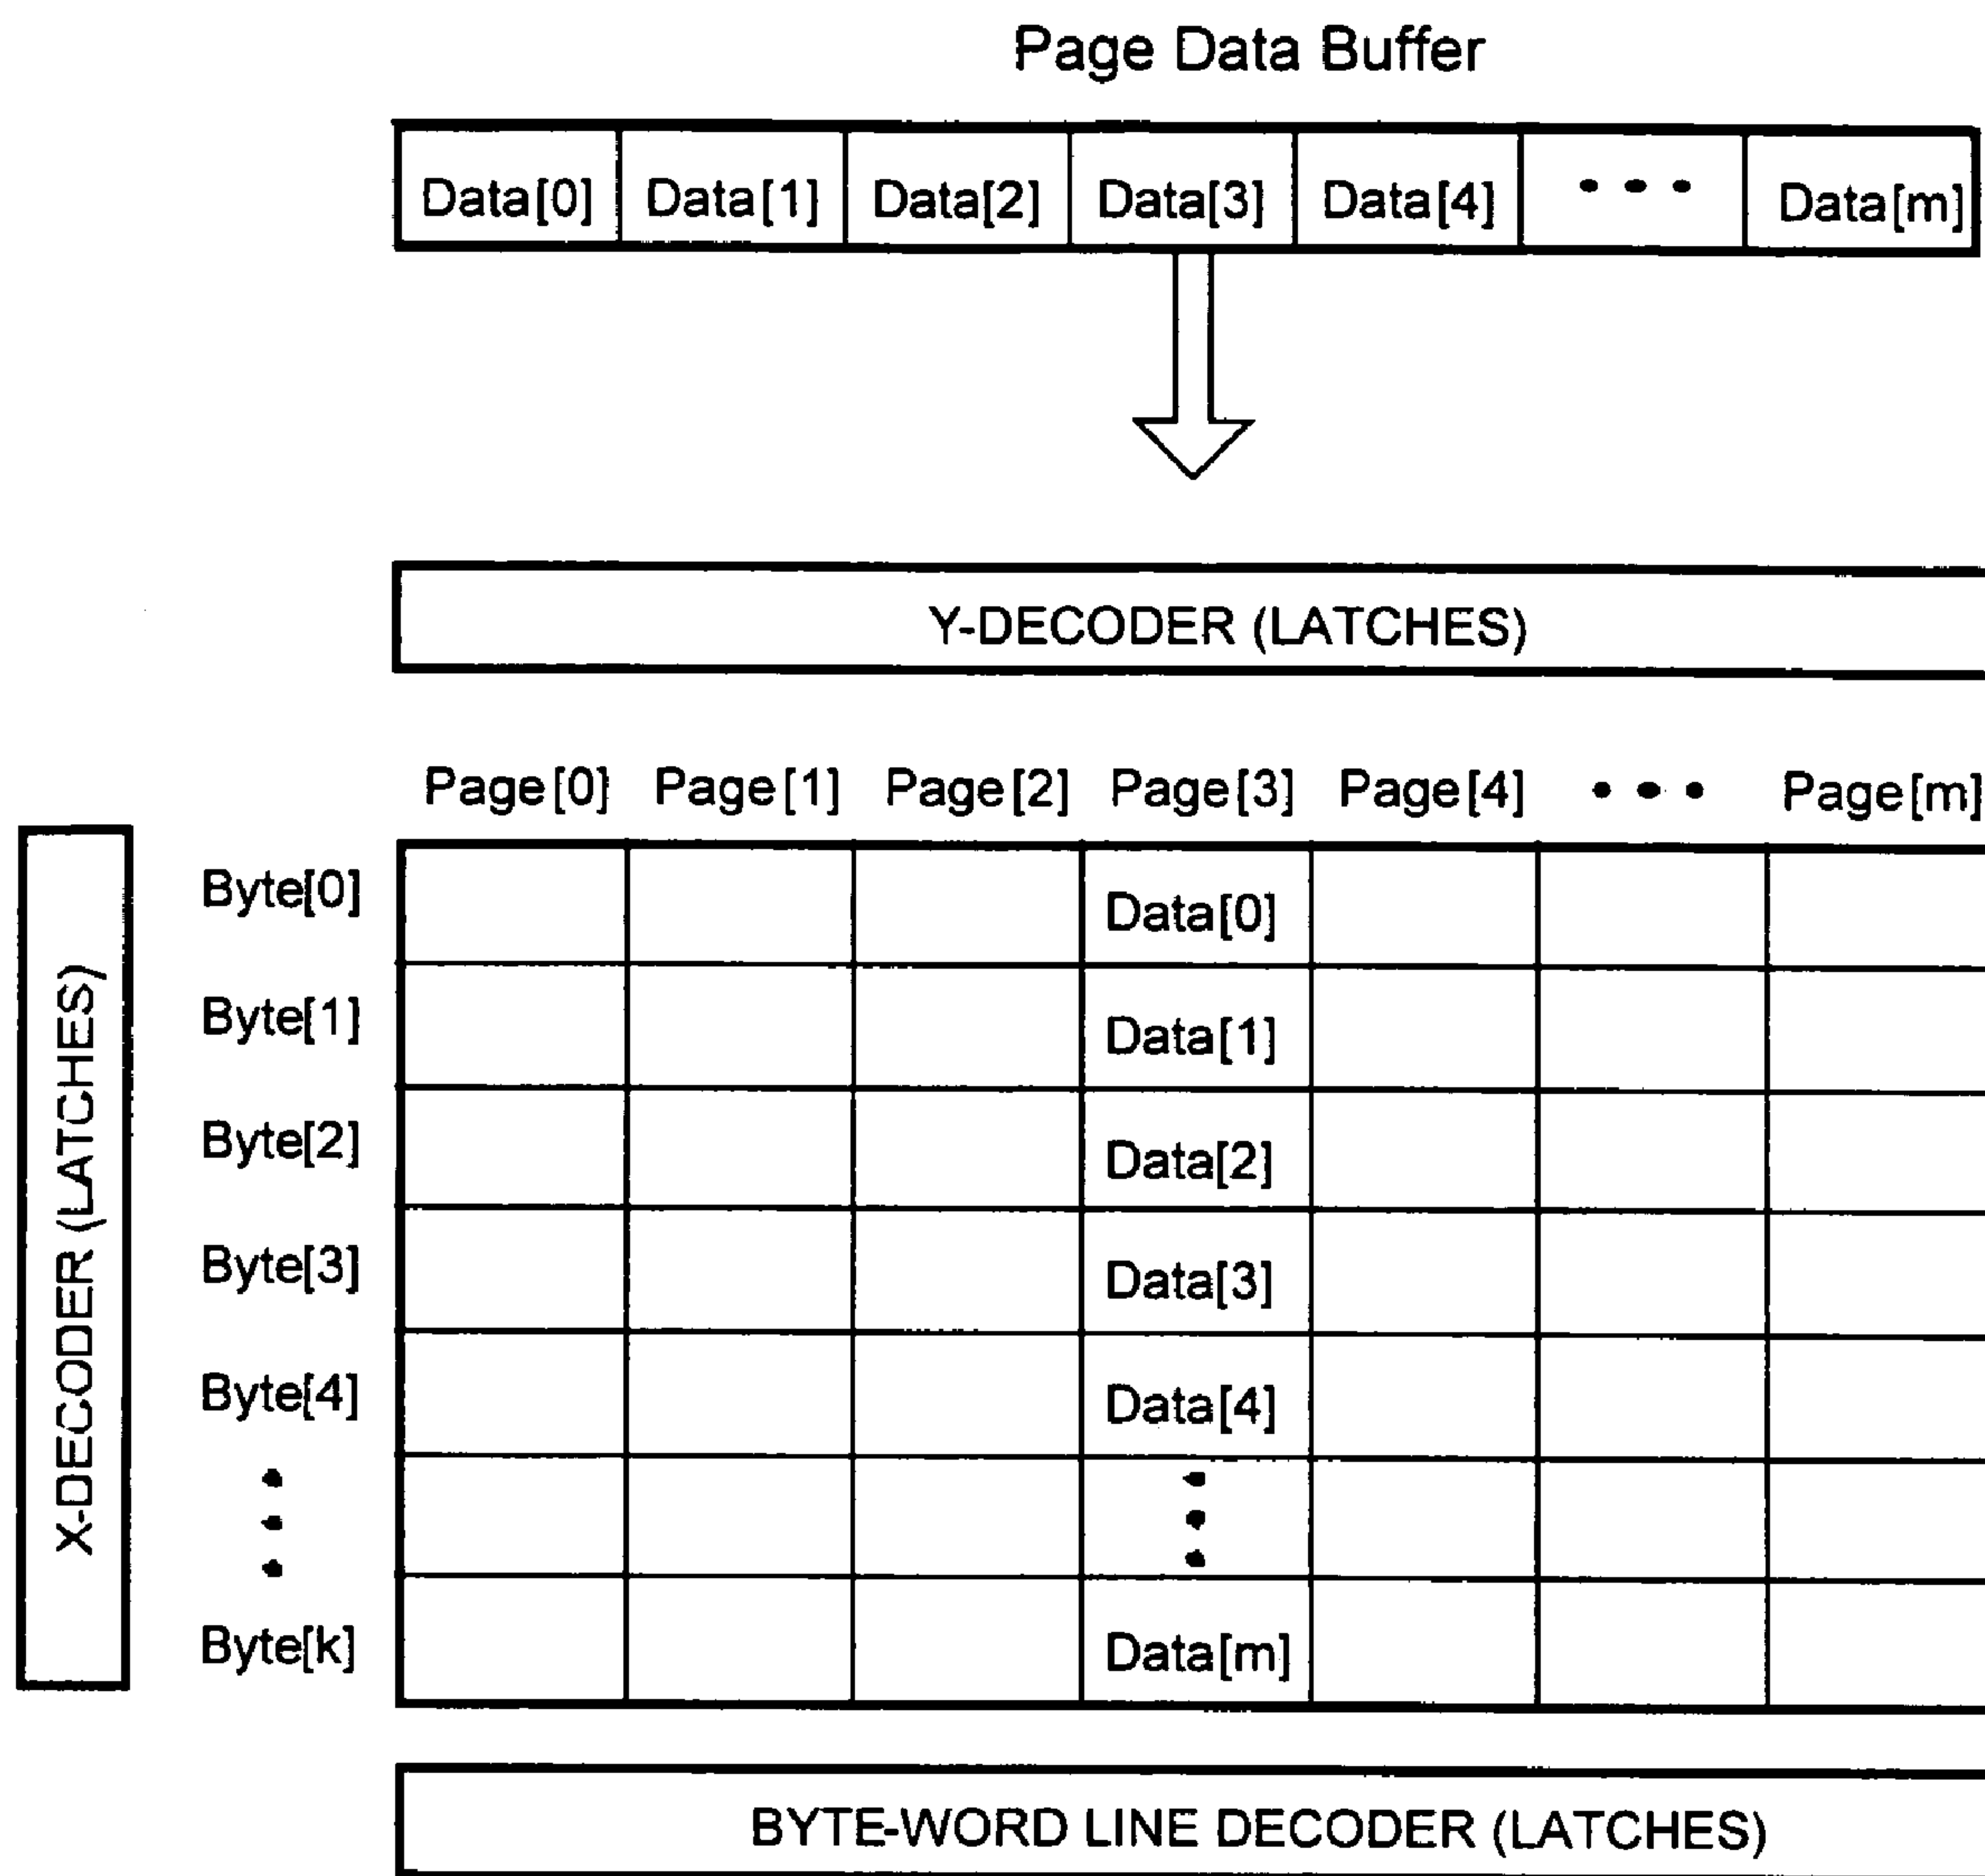 Page Data Buffer
Data[0] Data[1] Data[2] Data[3] Data[4] • • • Data[m]
Y-DECODER (LATCHES)
Page[0] Page[1] Page[2] Page[3] Page[4] • • • Page[m]
X-DECODER (LATCHES)
Byte[0] Data[0]
Byte[1] Data[1]
Byte[2] Data[2]
Byte[3] Data[3]
Byte[4] Data[4]
• •
• •
• •
Byte[k] Data[m]
BYTE-WORD LINE DECODER (LATCHES)